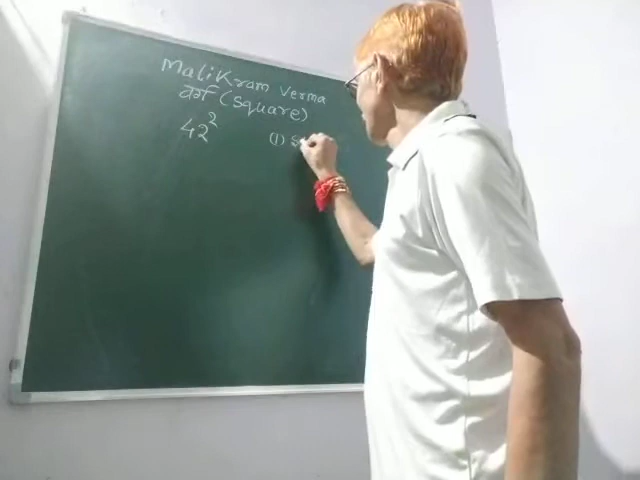 MaliKram Verma
वर्ग (square)
42²
(1)